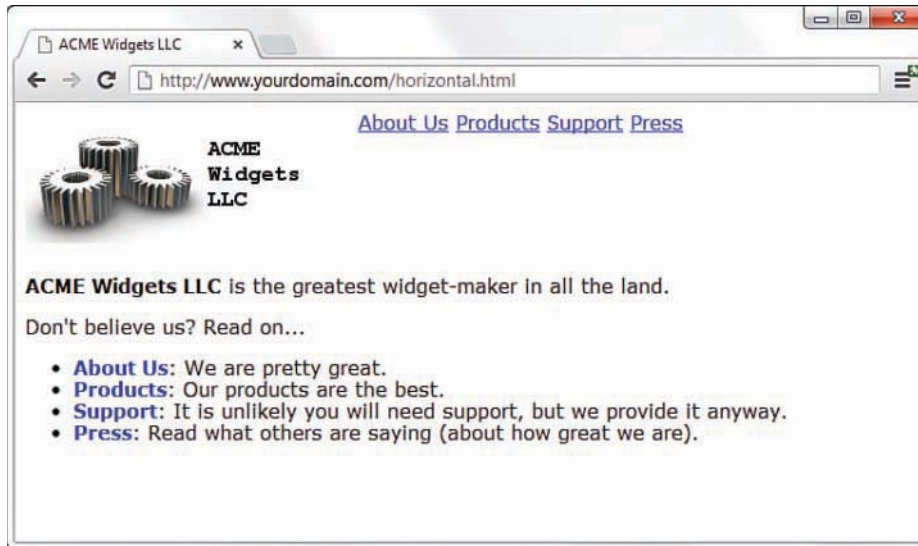 ACME Widgets LLC
http://www.yourdomain.com/horizontal.html
About Us Products Support Press
ACME
Widgets
LLC
ACME Widgets LLC is the greatest widget-maker in all the land.
Don't believe us? Read on...
• About Us: We are pretty great.
• Products: Our products are the best.
• Support: It is unlikely you will need support, but we provide it anyway.
• Press: Read what others are saying (about how great we are).